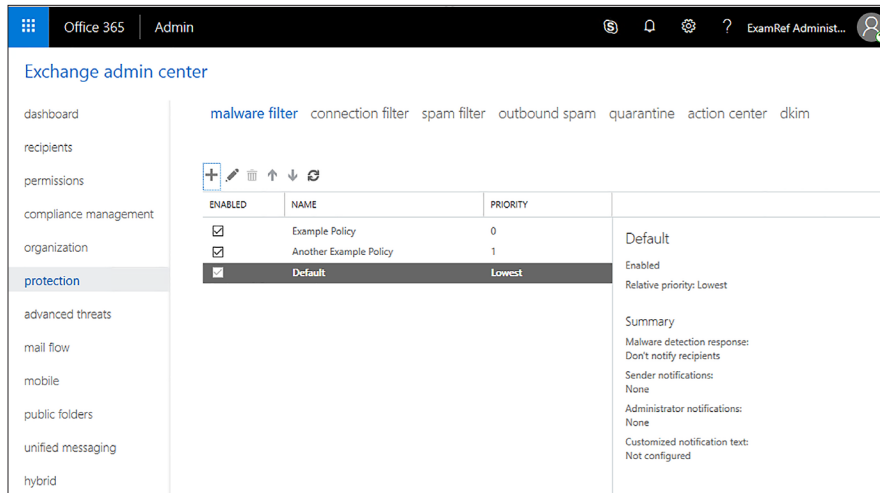 Office 365 Admin ? ExamRef Administ...
Exchange admin center
dashboard
recipients
permissions
compliance management
organization
protection
advanced threats
mail flow
mobile
public folders
unified messaging
hybrid
malware filter connection filter spam filter outbound spam quarantine action center dkim
ENABLED NAME PRIORITY
Example Policy 0
Another Example Policy 1
Default Lowest
Default
Enabled
Relative priority: Lowest
Summary
Malware detection response:
Don't notify recipients
Sender notifications:
None
Administrator notifications:
None
Customized notification text:
Not configured